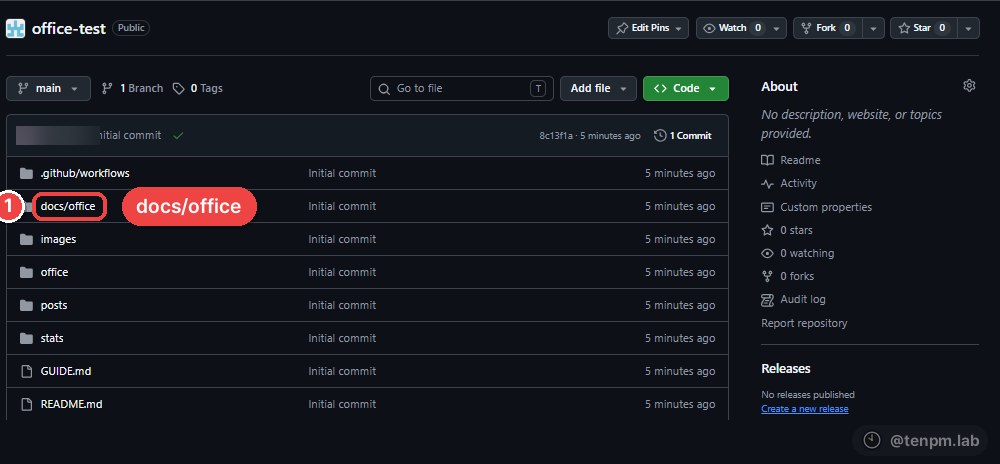 office-test Public
Edit Pins Watch 0 Fork 0 Star 0
main 1 Branch 0 Tags Go to file T Add file Code
About
No description, website, or topics
provided.
initial commit 8c13f1a · 5 minutes ago 1 Commit
.github/workflows Initial commit 5 minutes ago
1 docs/office docs/office Initial commit 5 minutes ago
images Initial commit 5 minutes ago
office Initial commit 5 minutes ago
posts Initial commit 5 minutes ago
stats Initial commit 5 minutes ago
GUIDE.md Initial commit 5 minutes ago
README.md Initial commit 5 minutes ago
Readme
Activity
Custom properties
0 stars
0 watching
0 forks
Audit log
Report repository
Releases
No releases published
Create a new release
@tenpm.lab